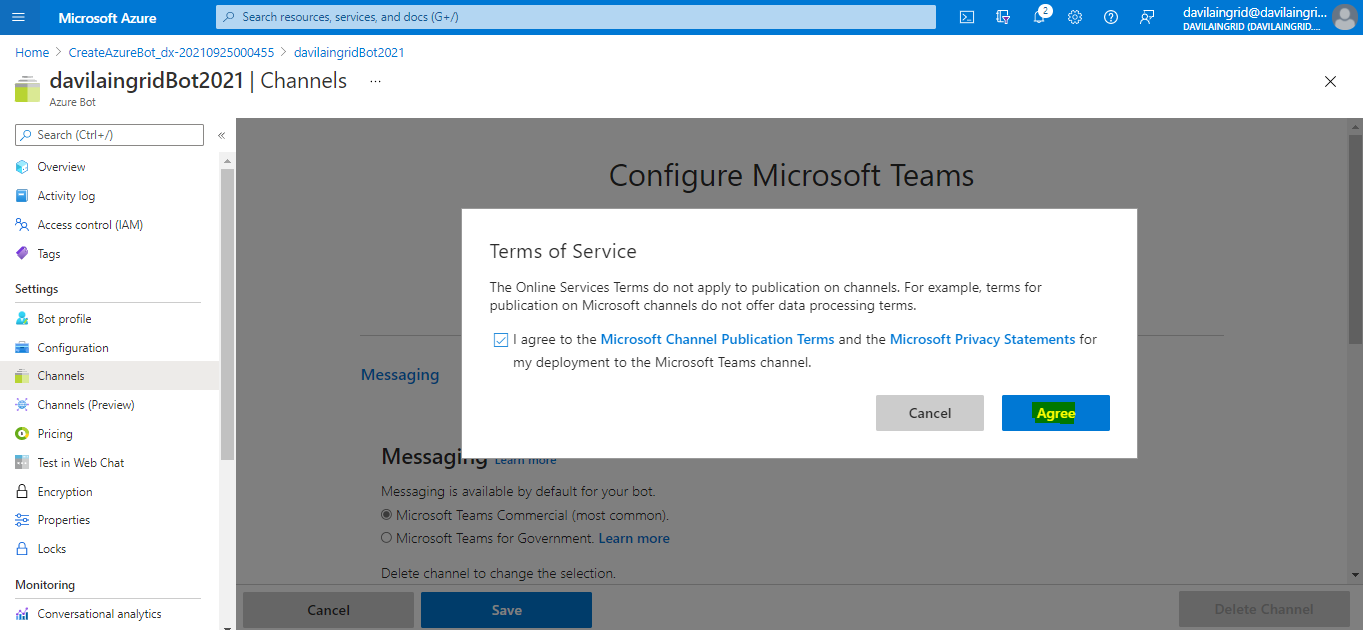 Microsoft Azure
Search resources, services, and docs (G+/)
2
davilaingrid@davilaingri...
DAVILAINGRID (DAVILAINGRID....
Home > CreateAzureBot_dx-20210925000455 > davilaingridBot2021
davilaingridBot2021 | Channels ...
Azure Bot
Search (Ctrl+/)
«
Overview
Activity log
Access control (IAM)
Tags
Settings
Bot profile
Configuration
Channels
Channels (Preview)
Pricing
Test in Web Chat
Encryption
Properties
Locks
Monitoring
Conversational analytics
Configure Microsoft Teams
Terms of Service
The Online Services Terms do not apply to publication on channels. For example, terms for
publication on Microsoft channels do not offer data processing terms.
I agree to the Microsoft Channel Publication Terms and the Microsoft Privacy Statements for
my deployment to the Microsoft Teams channel.
Cancel
Agree
Messaging
Messaging Learn more
Messaging is available by default for your bot.
Microsoft Teams Commercial (most common).
Microsoft Teams for Government. Learn more
Delete channel to change the selection.
Cancel
Save
Delete Channel